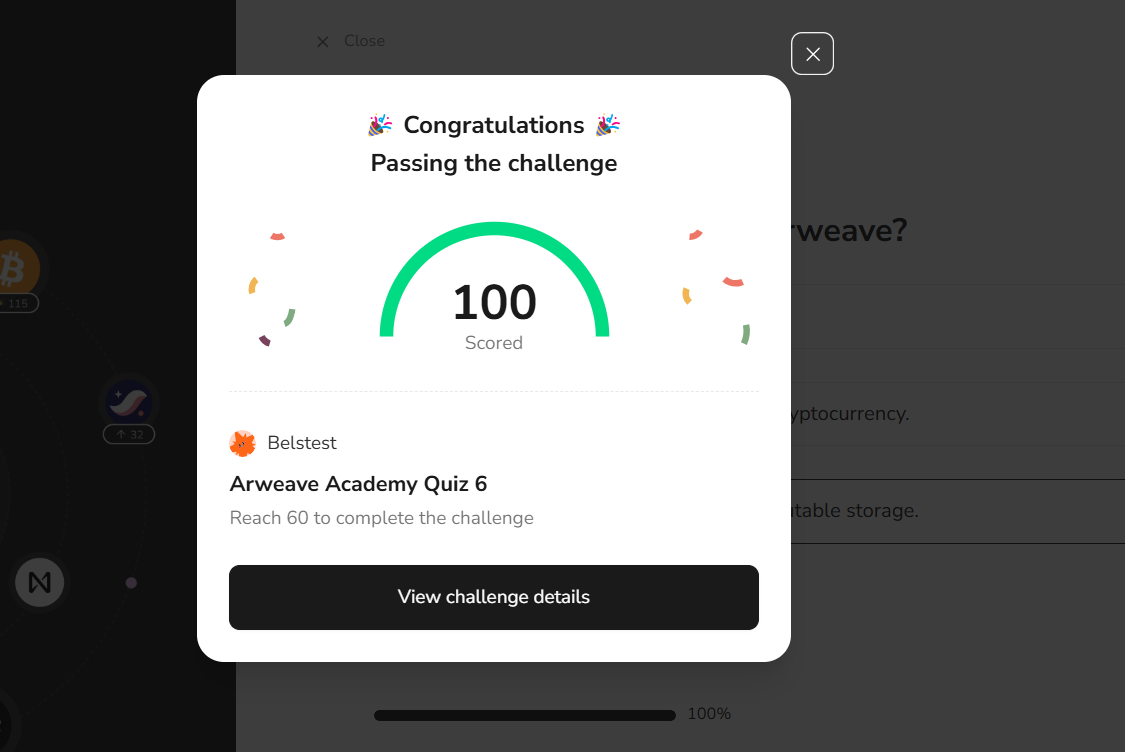 Close
Congratulations
Passing the challenge
rweave?
100
Scored
115
32
yptocurrency.
Belstest
Arweave Academy Quiz 6
Reach 60 to complete the challenge
table storage.
View challenge details
100%